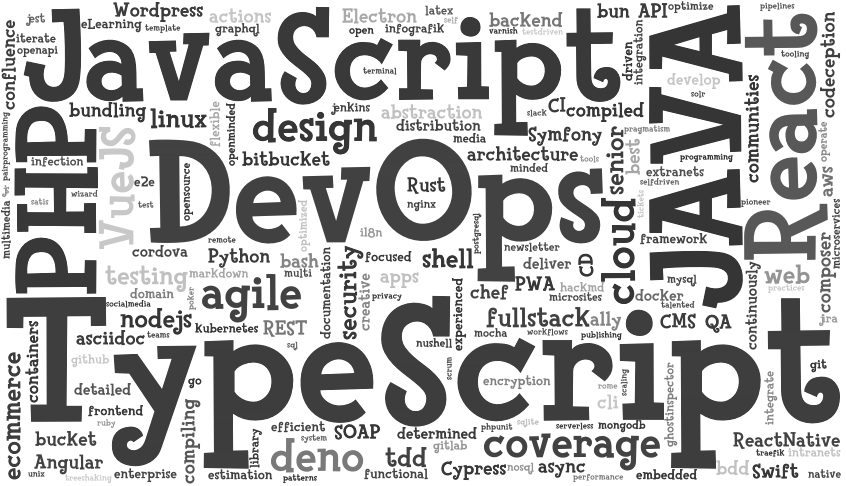 jest
Wordpress
eLearning
template
actions
graphql
Electron
latex
self
open
infografik
backend
varnish
testdriven
bun
API
optimize
pipelines
iterate
openapi
confluence
JavaScript
terminal
driven
integration
JAVA
React
tooling
codeception
develop
solr
bundling
linux
flexible
openminded
jenkins
abstraction
slack
CI
compiled
design
distribution
media
Symfony
pragmatism
communities
pairprogramming
PHP
infection
VueJS
bitbucket
architecture
tools
minded
best
senior
programming
operate
e2e
DevOps
opensource
Rust
nginx
extranets
selfdriven
aws
satis
wizard
test
tickets
pioneer
multimedia
optimized
il8n
postgresql
cloud
framework
microservices
composer
remote
cordova
Python
bash
focused
shell
newsletter
deliver
CD
testing
markdown
multi
documentation
security
creative
apps
hackmd
mysql
web
practices
domain
poker
agile
privacy
chef
PWA
microsites
docker
talented
continuously
socialmedia
experienced
TypeScript
containers
nodejs
kubernetes
REST
fullstack
ally
CMS
QA
jira
asciidoc
teams
sql
nushell
mocha
workflows
publishing
github
scrum
git
ecommerce
detailed
go
encryption
rome
scaling
cli
ghostinspector
integrate
frontend
ruby
compiling
efficient
system
SOAP
determined
phpunit
sqlite
serverless
mongodb
bucket
library
gitlab
coverage
ReactNative
traefik
intranets
Angular
deno
tdd
Cypress
nosql
async
bdd
Swift
native
unix
treeshaking
enterprise
estimation
patterns
functional
performance
embedded